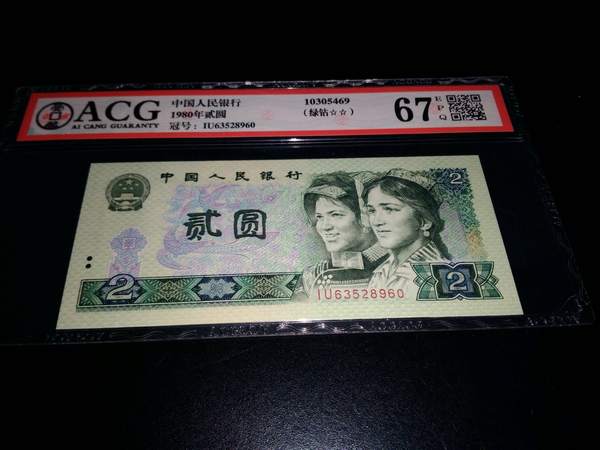 ACG
AI CANG GUARANTY
中国人民银行
1980年贰圆
冠号：IU63528960
10305469
（绿钻☆☆）
67 EPQ
中国人民银行
2
贰圆
2
2
IU63528960